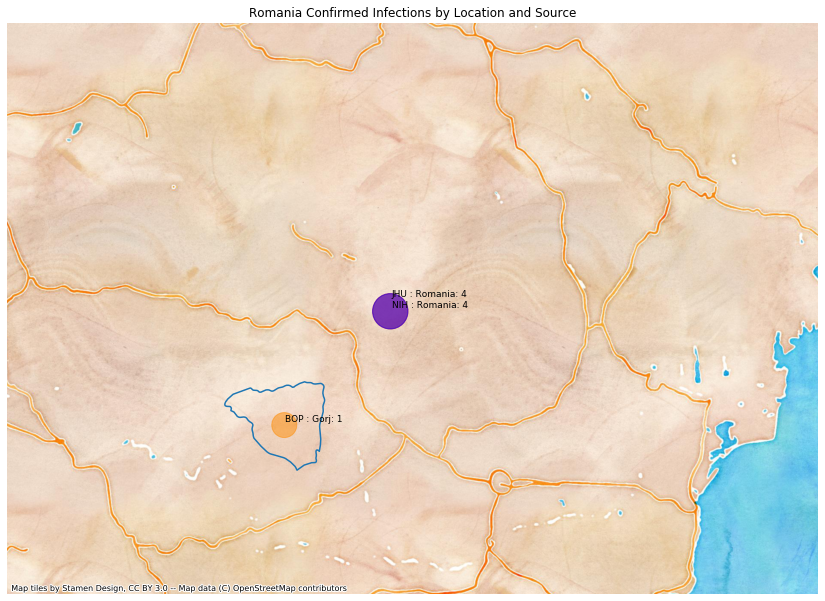 Romania Confirmed Infections by Location and Source
JHU : Romania: 4
NIH : Romania: 4
BOP : Gorj: 1
Map tiles by Stamen Design, CC BY 3.0 -- Map data (C) OpenStreetMap contributors